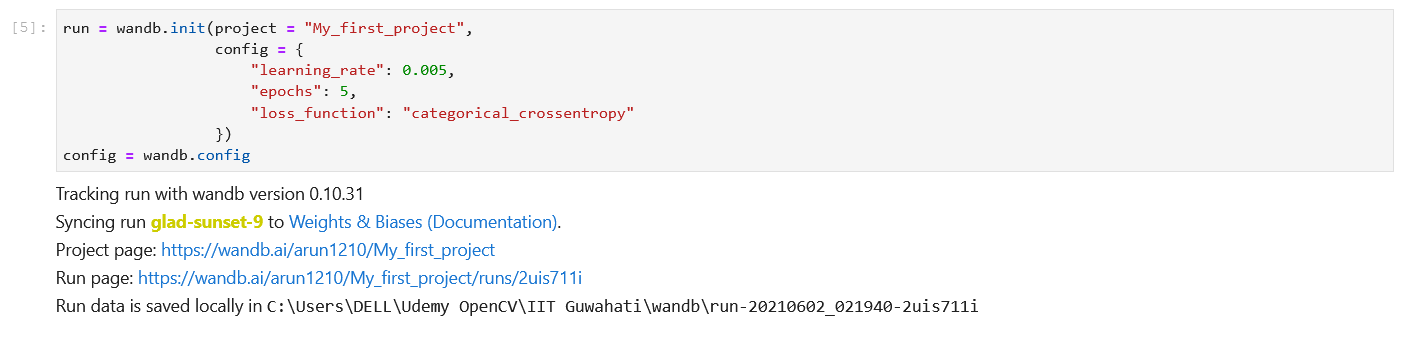 [5]: run = wandb.init(project = "My_first_project",
config = {
"learning_rate": 0.005,
"epochs": 5,
"loss_function": "categorical_crossentropy"
})
config = wandb.config
Tracking run with wandb version 0.10.31
Syncing run glad-sunset-9 to Weights & Biases (Documentation).
Project page: https://wandb.ai/arun1210/My_first_project
Run page: https://wandb.ai/arun1210/My_first_project/runs/2uis711i
Run data is saved locally in C:\Users\DELL\Udemy OpenCV\IIT Guwahati\wandb\run-20210602_021940-2uis711i